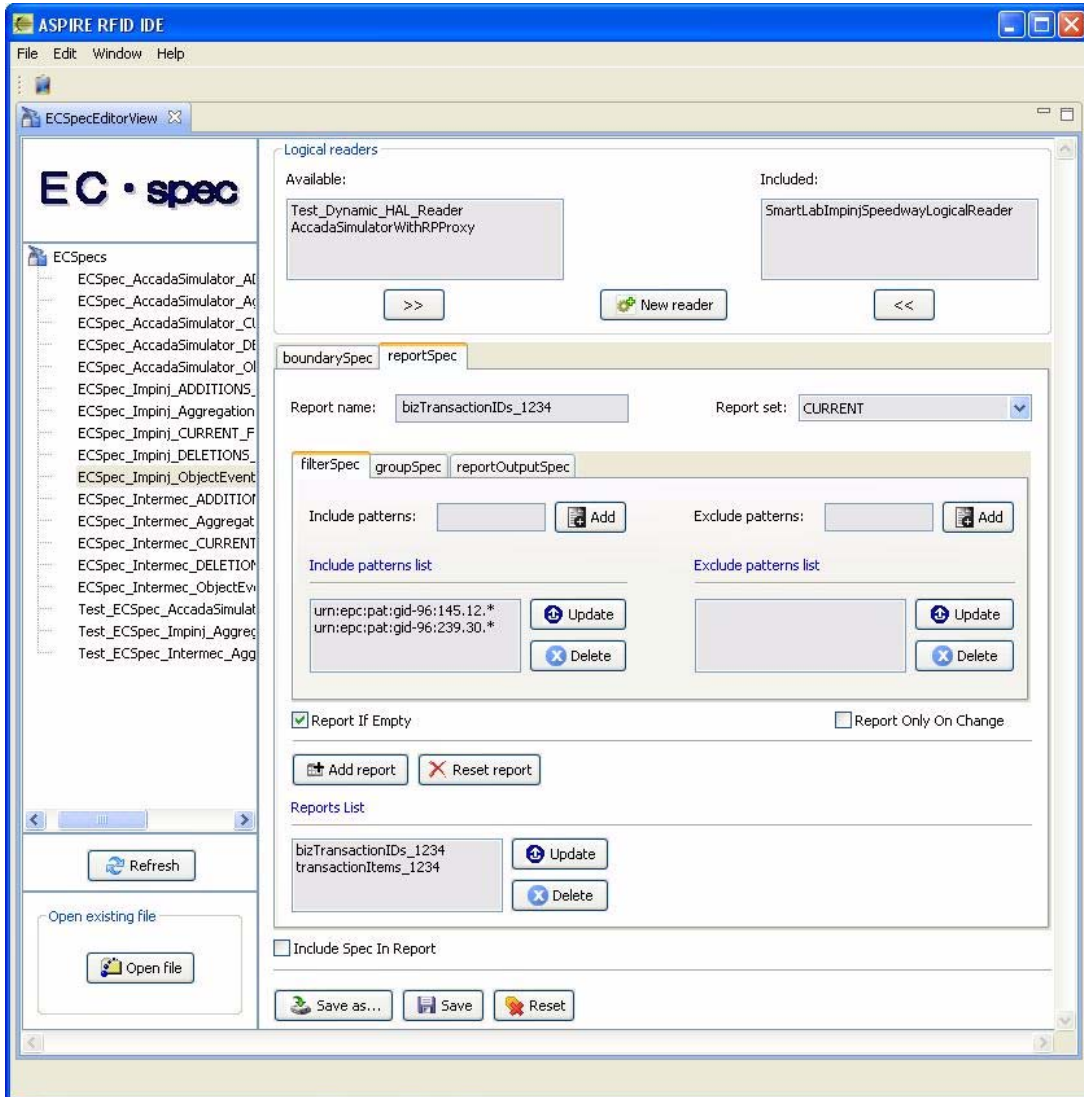 ASPIRE RFID IDE
File Edit Window Help
ECSpecEditorView
EC • spec
ECSpecs
ECSpec_AccadaSimulator_AD
ECSpec_AccadaSimulator_Ag
ECSpec_AccadaSimulator_CU
ECSpec_AccadaSimulator_DE
ECSpec_AccadaSimulator_Ob
ECSpec_Impinj_ADDITIONS_
ECSpec_Impinj_Aggregation
ECSpec_Impinj_CURRENT_F
ECSpec_Impinj_DELETIONS_
ECSpec_Impinj_ObjectEvent
ECSpec_Intermec_ADDITION
ECSpec_Intermec_Aggregat
ECSpec_Intermec_CURRENT
ECSpec_Intermec_DELETION
ECSpec_Intermec_ObjectEve
Test_ECSpec_AccadaSimulat
Test_ECSpec_Impinj_Aggreg
Test_ECSpec_Intermec_Agg
Refresh
Open existing file
Open file
Logical readers
Available: Included:
Test_Dynamic_HAL_Reader SmartLabImpinjSpeedwayLogicalReader
AccadaSimulatorWithRPProxy
>> New reader <<
boundarySpec reportSpec
Report name: bizTransactionIDs_1234 Report set: CURRENT
filterSpec groupSpec reportOutputSpec
Include patterns: Add Exclude patterns: Add
Include patterns list Exclude patterns list
urn:epc:pat:gid-96:145.12.* Update Update
urn:epc:pat:gid-96:239.30.*
Delete Delete
Report If Empty Report Only On Change
Add report Reset report
Reports List
bizTransactionIDs_1234 Update
transactionItems_1234
Delete
Include Spec In Report
Save as... Save Reset